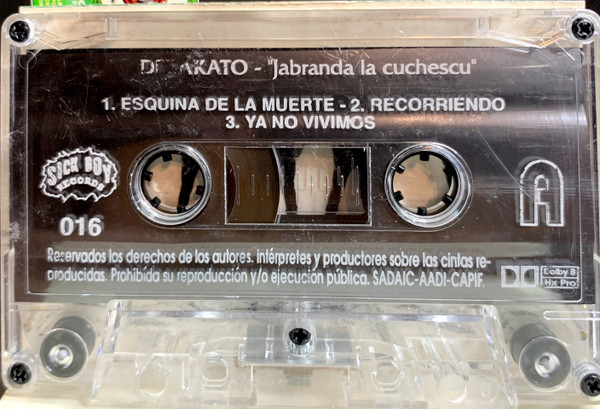 - "Jabranda la cuchescu"
1. ESQUINA DE LA MUERTE - 2. RECORRIENDO
3. YA NO VIVIMOS
SICK BOY
RECORDS
A
016
Reservados los derechos de los autores, intérpretes y productores sobre las cintas re-
producidas. Prohibida su reproducción y/o ejecución pública. SADAIC-AADI-CAPIF
Dolby B
Hx Pro